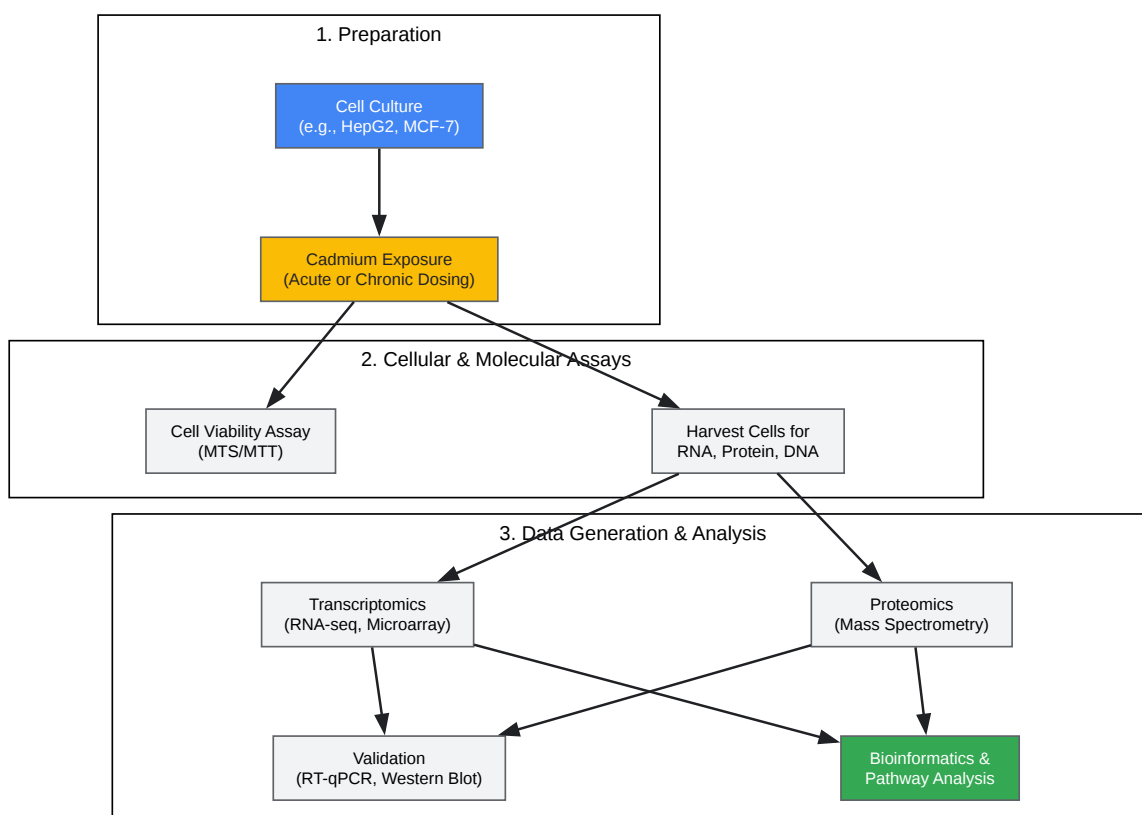 1. Preparation
Cell Culture
(e.g., HepG2, MCF-7)
Cadmium Exposure
(Acute or Chronic Dosing)
2. Cellular & Molecular Assays
Cell Viability Assay
(MTS/MTT)
Harvest Cells for
RNA, Protein, DNA
3. Data Generation & Analysis
Transcriptomics
(RNA-seq, Microarray)
Proteomics
(Mass Spectrometry)
Validation
(RT-qPCR, Western Blot)
Bioinformatics &
Pathway Analysis